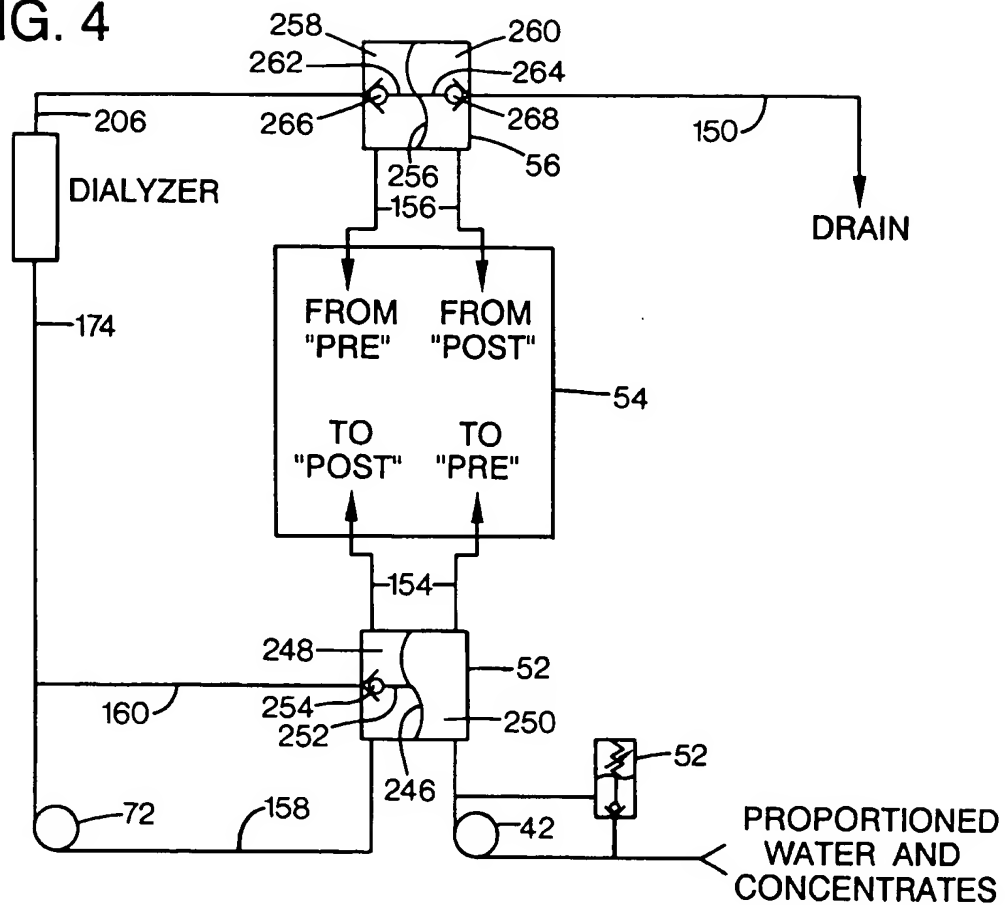 FIG. 4
258
260
262
264
266
268
206
150
256
56
DIALYZER
156
DRAIN
FROM "PRE"
FROM "POST"
174
54
TO "POST"
TO "PRE"
154
248
52
160
254
252
250
246
52
72
158
42
PROPORTIONED
WATER AND
CONCENTRATES